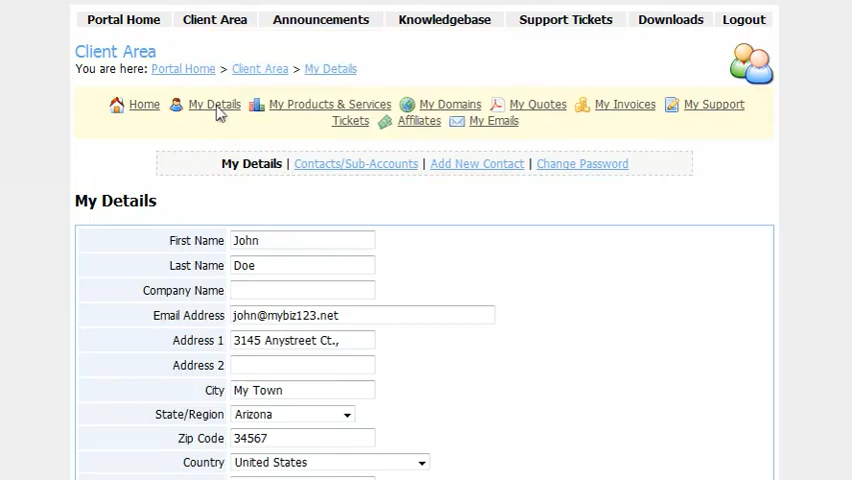 Portal Home Client Area Announcements Knowledgebase Support Tickets Downloads Logout
Client Area
You are here: Portal Home > Client Area > My Details
Home My Details My Products & Services My Domains My Quotes My Invoices My Support
Tickets Affiliates My Emails
My Details | Contacts/Sub-Accounts | Add New Contact | Change Password
My Details
First Name John
Last Name Doe
Company Name
Email Address john@mybiz123.net
Address 1 3145 Anystreet Ct.,
Address 2
City My Town
State/Region Arizona
Zip Code 34567
Country United States